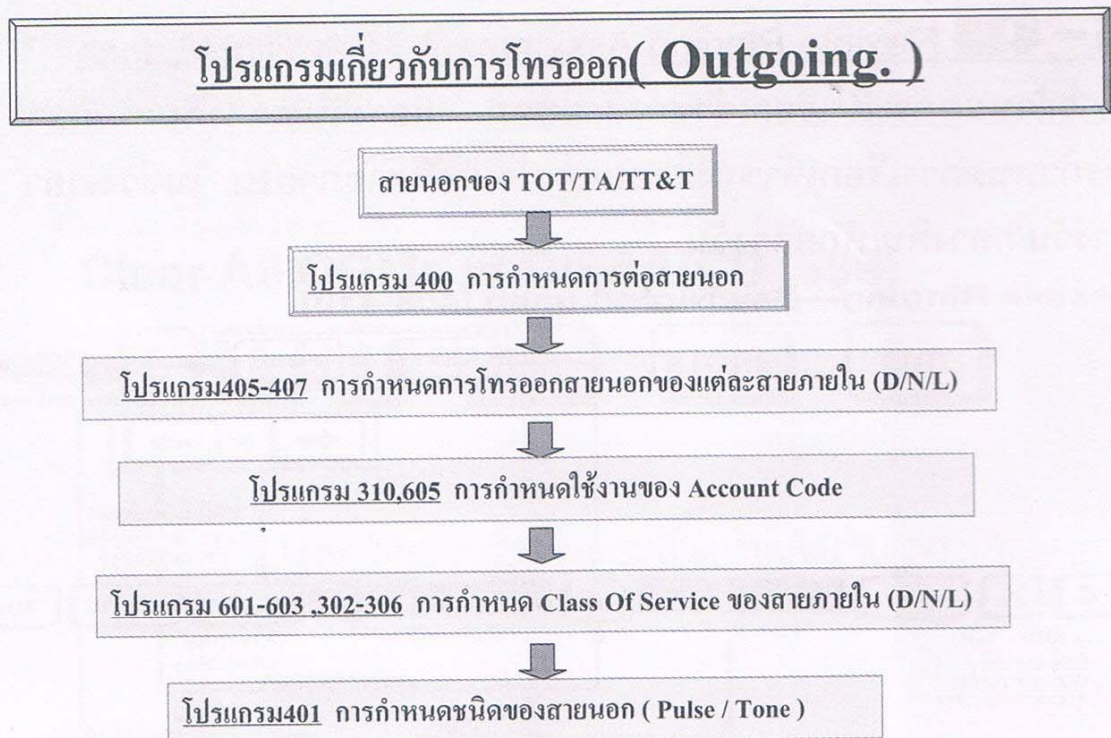 โปรแกรมเกี่ยวกับการโทรออก( Outgoing. )
สายนอกของ TOT/TA/TT&T
โปรแกรม 400 การกำหนดการต่อสายนอก
โปรแกรม405-407 การกำหนดการโทรออกสายนอกของแต่ละสายภายใน (D/N/L)
โปรแกรม 310,605 การกำหนดใช้งานของ Account Code
โปรแกรม 601-603 ,302-306 การกำหนด Class Of Service ของสายภายใน (D/N/L)
โปรแกรม401 การกำหนดชนิดของสายนอก ( Pulse / Tone )